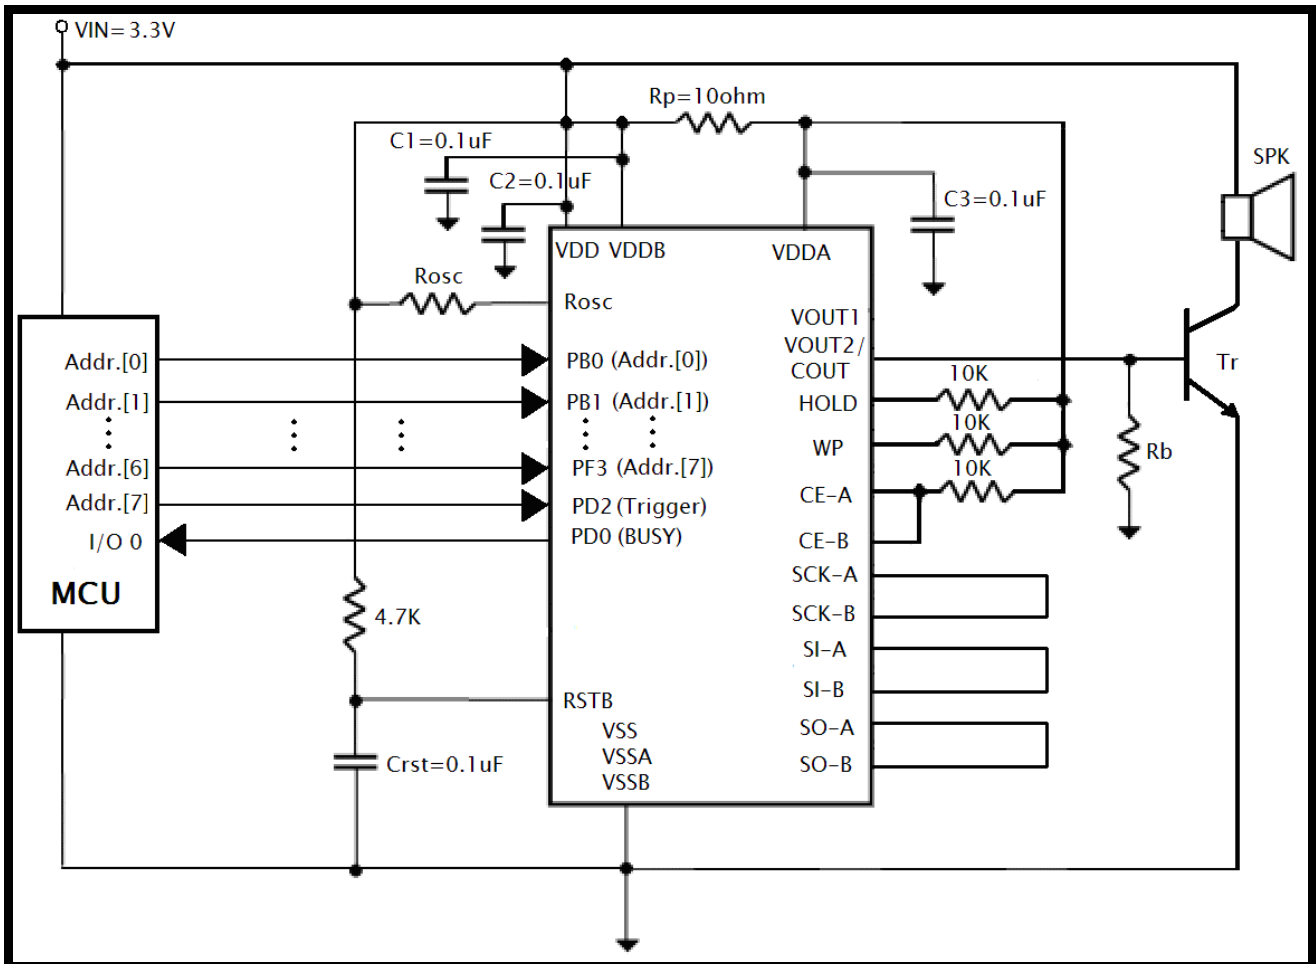 VIN=3.3V
Rp=10ohm
C1=0.1uF
C2=0.1uF
SPK
C3=0.1uF
VDD VDDB
VDDA
Rosc
Rosc
VOUT1
VOUT2/
COUT
Addr.[0]
PB0 (Addr.[0])
Tr
10K
Addr.[1]
PB1 (Addr.[1])
HOLD
10K
WP
Rb
Addr.[6]
PF3 (Addr.[7])
10K
CE-A
Addr.[7]
PD2 (Trigger)
I/O 0
PD0 (BUSY)
CE-B
MCU
SCK-A
4.7K
SCK-B
SI-A
SI-B
RSTB
SO-A
VSS
VSSA
VSSB
SO-B
Crst=0.1uF